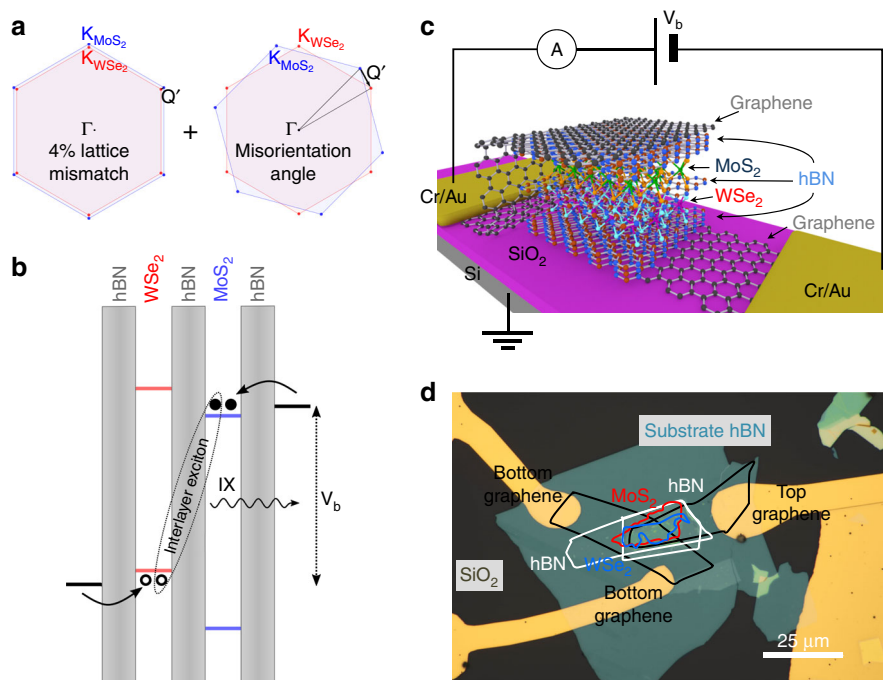 a
K_MoS₂
K_WSe₂
Q'
Γ
4% lattice
mismatch
+
K_WSe₂
K_MoS₂
Q'
Γ
Misorientation
angle
b
hBN
WSe₂
hBN
MoS₂
hBN
Interlayer exciton
IX
V_b
c
V_b
A
Graphene
MoS₂
hBN
WSe₂
Graphene
Cr/Au
SiO₂
Si
Cr/Au
d
Substrate hBN
Bottom
graphene
MoS₂
hBN
Top
graphene
hBN
WSe₂
SiO₂
Bottom
graphene
25 μm